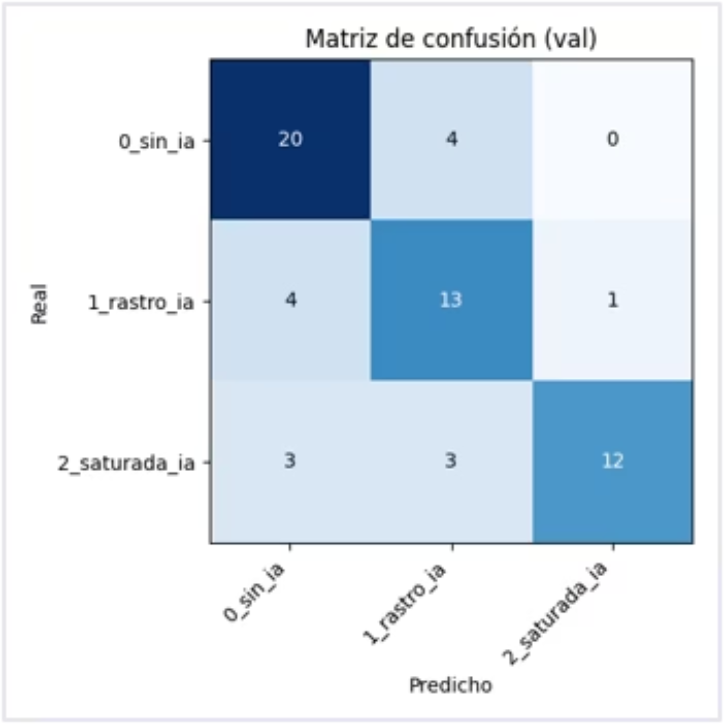 Matriz de confusión (val)
0_sin_ia 20 4 0
1_rastro_ia 4 13 1
2_saturada_ia 3 3 12
Real
0_sin_ia 1_rastro_ia 2_saturada_ia
Predicho